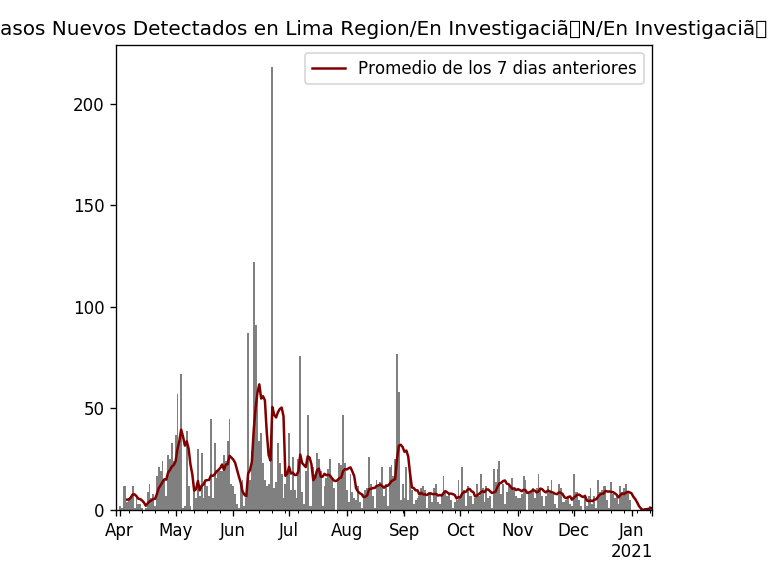 asos Nuevos Detectados en Lima Region/En Investigaciã▯N/En Investigaciã▯
Promedio de los 7 dias anteriores
200
150
100
50
0
Apr May Jun Jul Aug Sep Oct Nov Dec Jan
2021